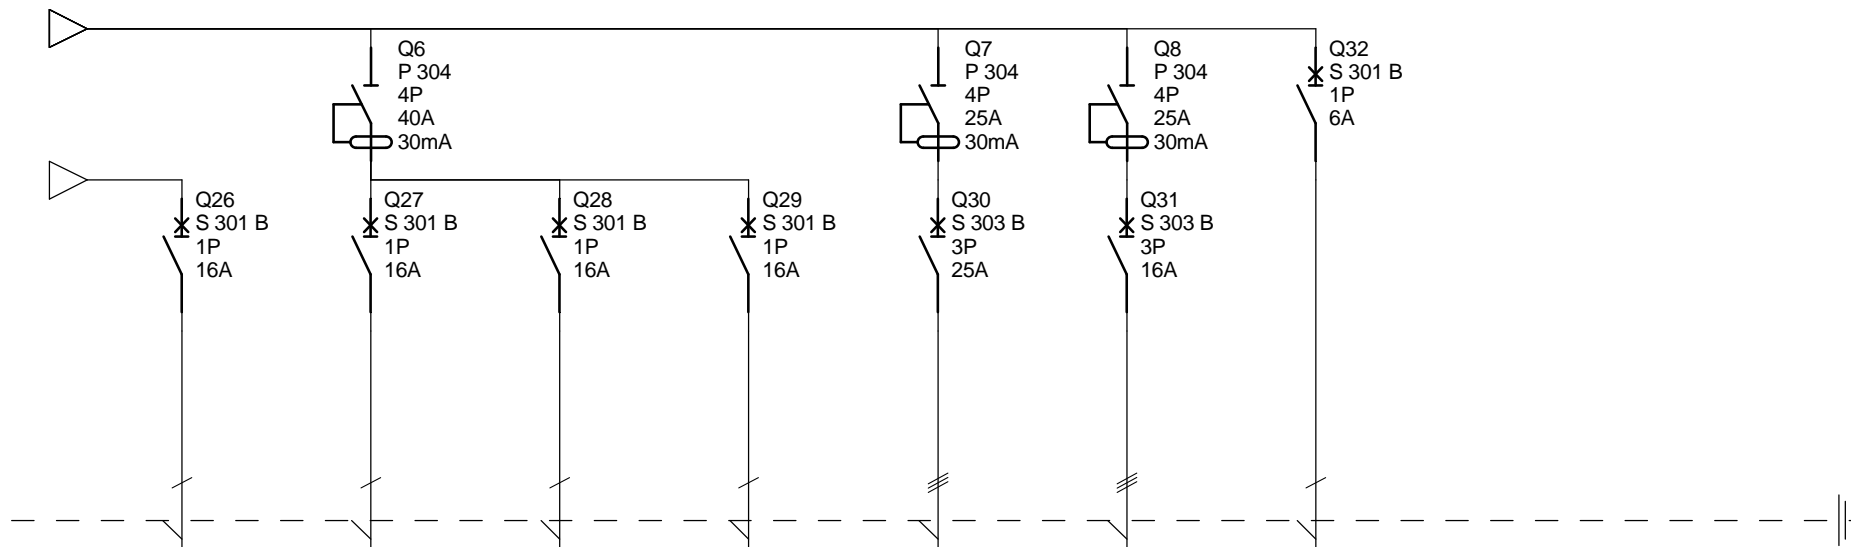 Q6
P 304
4P
40A
30mA
Q7
P 304
4P
25A
30mA
Q8
P 304
4P
25A
30mA
Q32
S 301 B
1P
6A
Q26
S 301 B
1P
16A
Q27
S 301 B
1P
16A
Q28
S 301 B
1P
16A
Q29
S 301 B
1P
16A
Q30
S 303 B
3P
25A
Q31
S 303 B
3P
16A